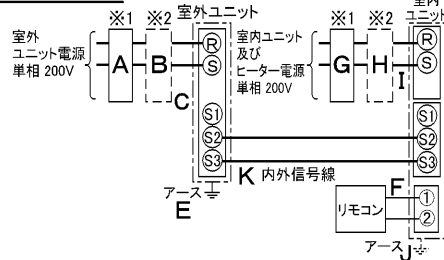 ※1 ※2 室外ユニット
室外
ユニット電源
単相 200V
A B
R
S
C
S1
S2
S3
アース
E
※1 ※2
室内
ユニット
室内ユニット
及び
ヒーター電源
単相 200V
G H
R
S
I
S1
S2
S3
K 内外信号線
リモコン
F
①
②
アース
J